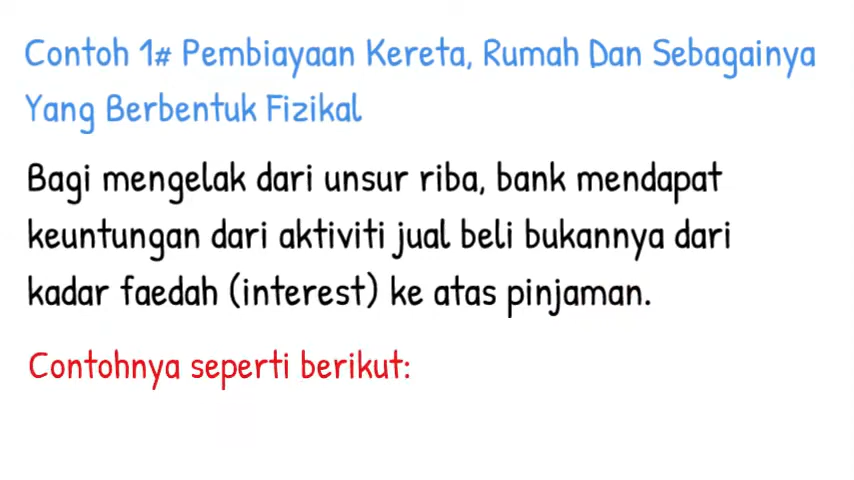 Contoh 1# Pembiayaan Kereta, Rumah Dan Sebagainya
Yang Berbentuk Fizikal
Bagi mengelak dari unsur riba, bank mendapat
keuntungan dari aktiviti jual beli bukannya dari
kadar faedah (interest) ke atas pinjaman.
Contohnya seperti berikut: